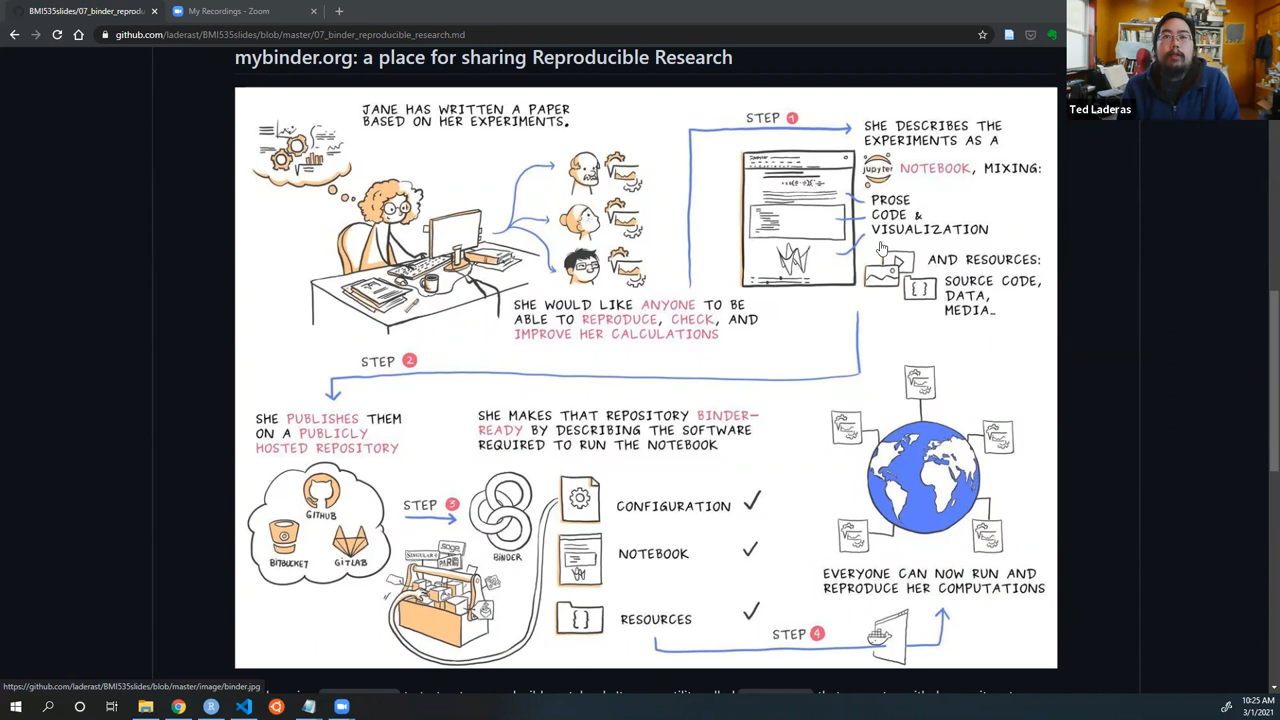 07_binder_reproducible_research
BMI535slides/07_binder_reprodu
My Recordings - Zoom
github.com/laderast/BMI535slides/blob/master/07_binder_reproducible_research.md
Ted Laderas
mybinder.org: a place for sharing Reproducible Research
JANE HAS WRITTEN A PAPER
BASED ON HER EXPERIMENTS.
SHE WOULD LIKE ANYONE TO BE
ABLE TO REPRODUCE, CHECK, AND
IMPROVE HER CALCULATIONS
STEP 1
SHE DESCRIBES THE
EXPERIMENTS AS A
jupyter NOTEBOOK, MIXING:
PROSE
CODE &
VISUALIZATION
AND RESOURCES:
SOURCE CODE,
DATA,
MEDIA...
STEP 2
SHE PUBLISHES THEM
ON A PUBLICLY
HOSTED REPOSITORY
GITHUB
BITBUCKET
GITLAB
STEP 3
BINDER
SHE MAKES THAT REPOSITORY BINDER-
READY BY DESCRIBING THE SOFTWARE
REQUIRED TO RUN THE NOTEBOOK
CONFIGURATION
NOTEBOOK
RESOURCES
STEP 4
EVERYONE CAN NOW RUN AND
REPRODUCE HER COMPUTATIONS
https://github.com/laderast/BMI535slides/blob/master/image/binder.jpg
10:25 AM
3/1/2021